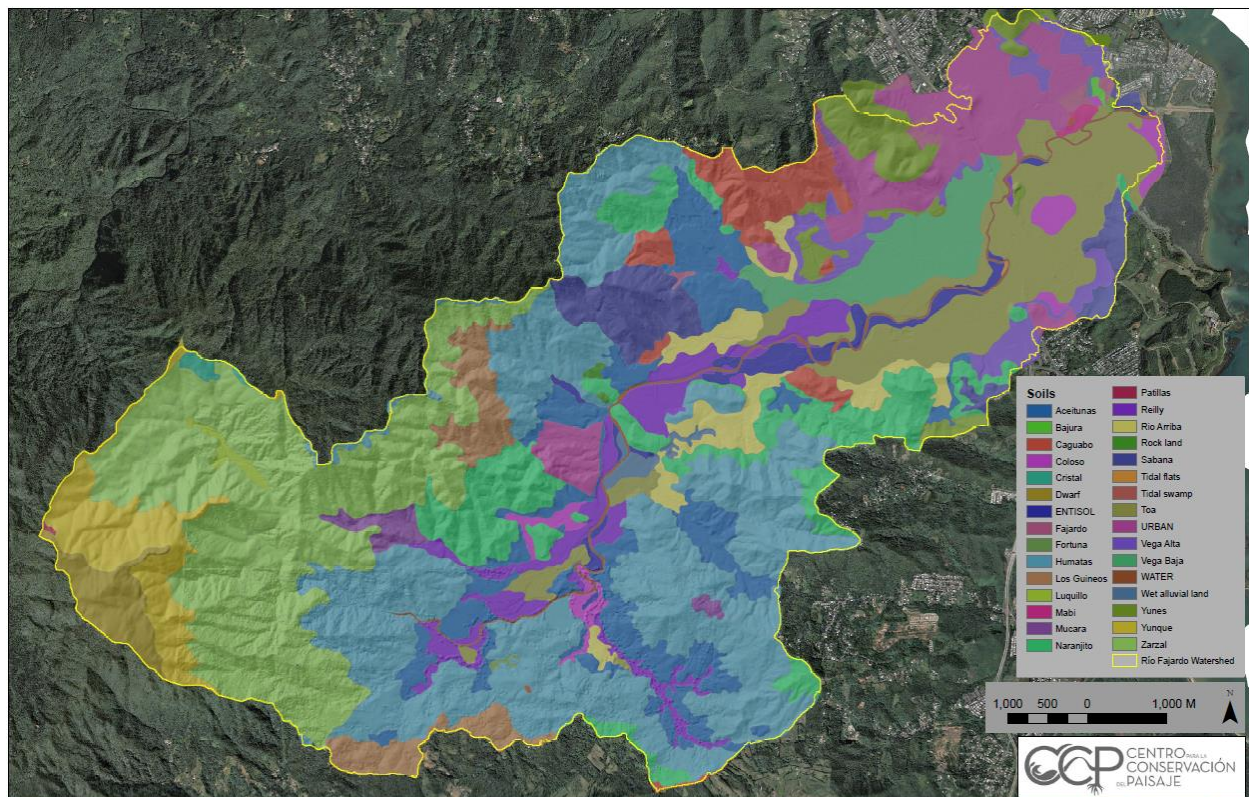 Soils
Aceitunas
Bajura
Caguabo
Coloso
Cristal
Dwarf
ENTISOL
Fajardo
Fortuna
Humatas
Los Guineos
Luquillo
Mabi
Mucara
Naranjito
Patillas
Reilly
Rio Arriba
Rock land
Sabana
Tidal flats
Tidal swamp
Toa
URBAN
Vega Alta
Vega Baja
WATER
Wet alluvial land
Yunes
Yunque
Zarzal
Río Fajardo Watershed
1,000 500 0 1,000 M
N
CCP
CENTRO PARA LA
CONSERVACIÓN
DEL PAISAJE